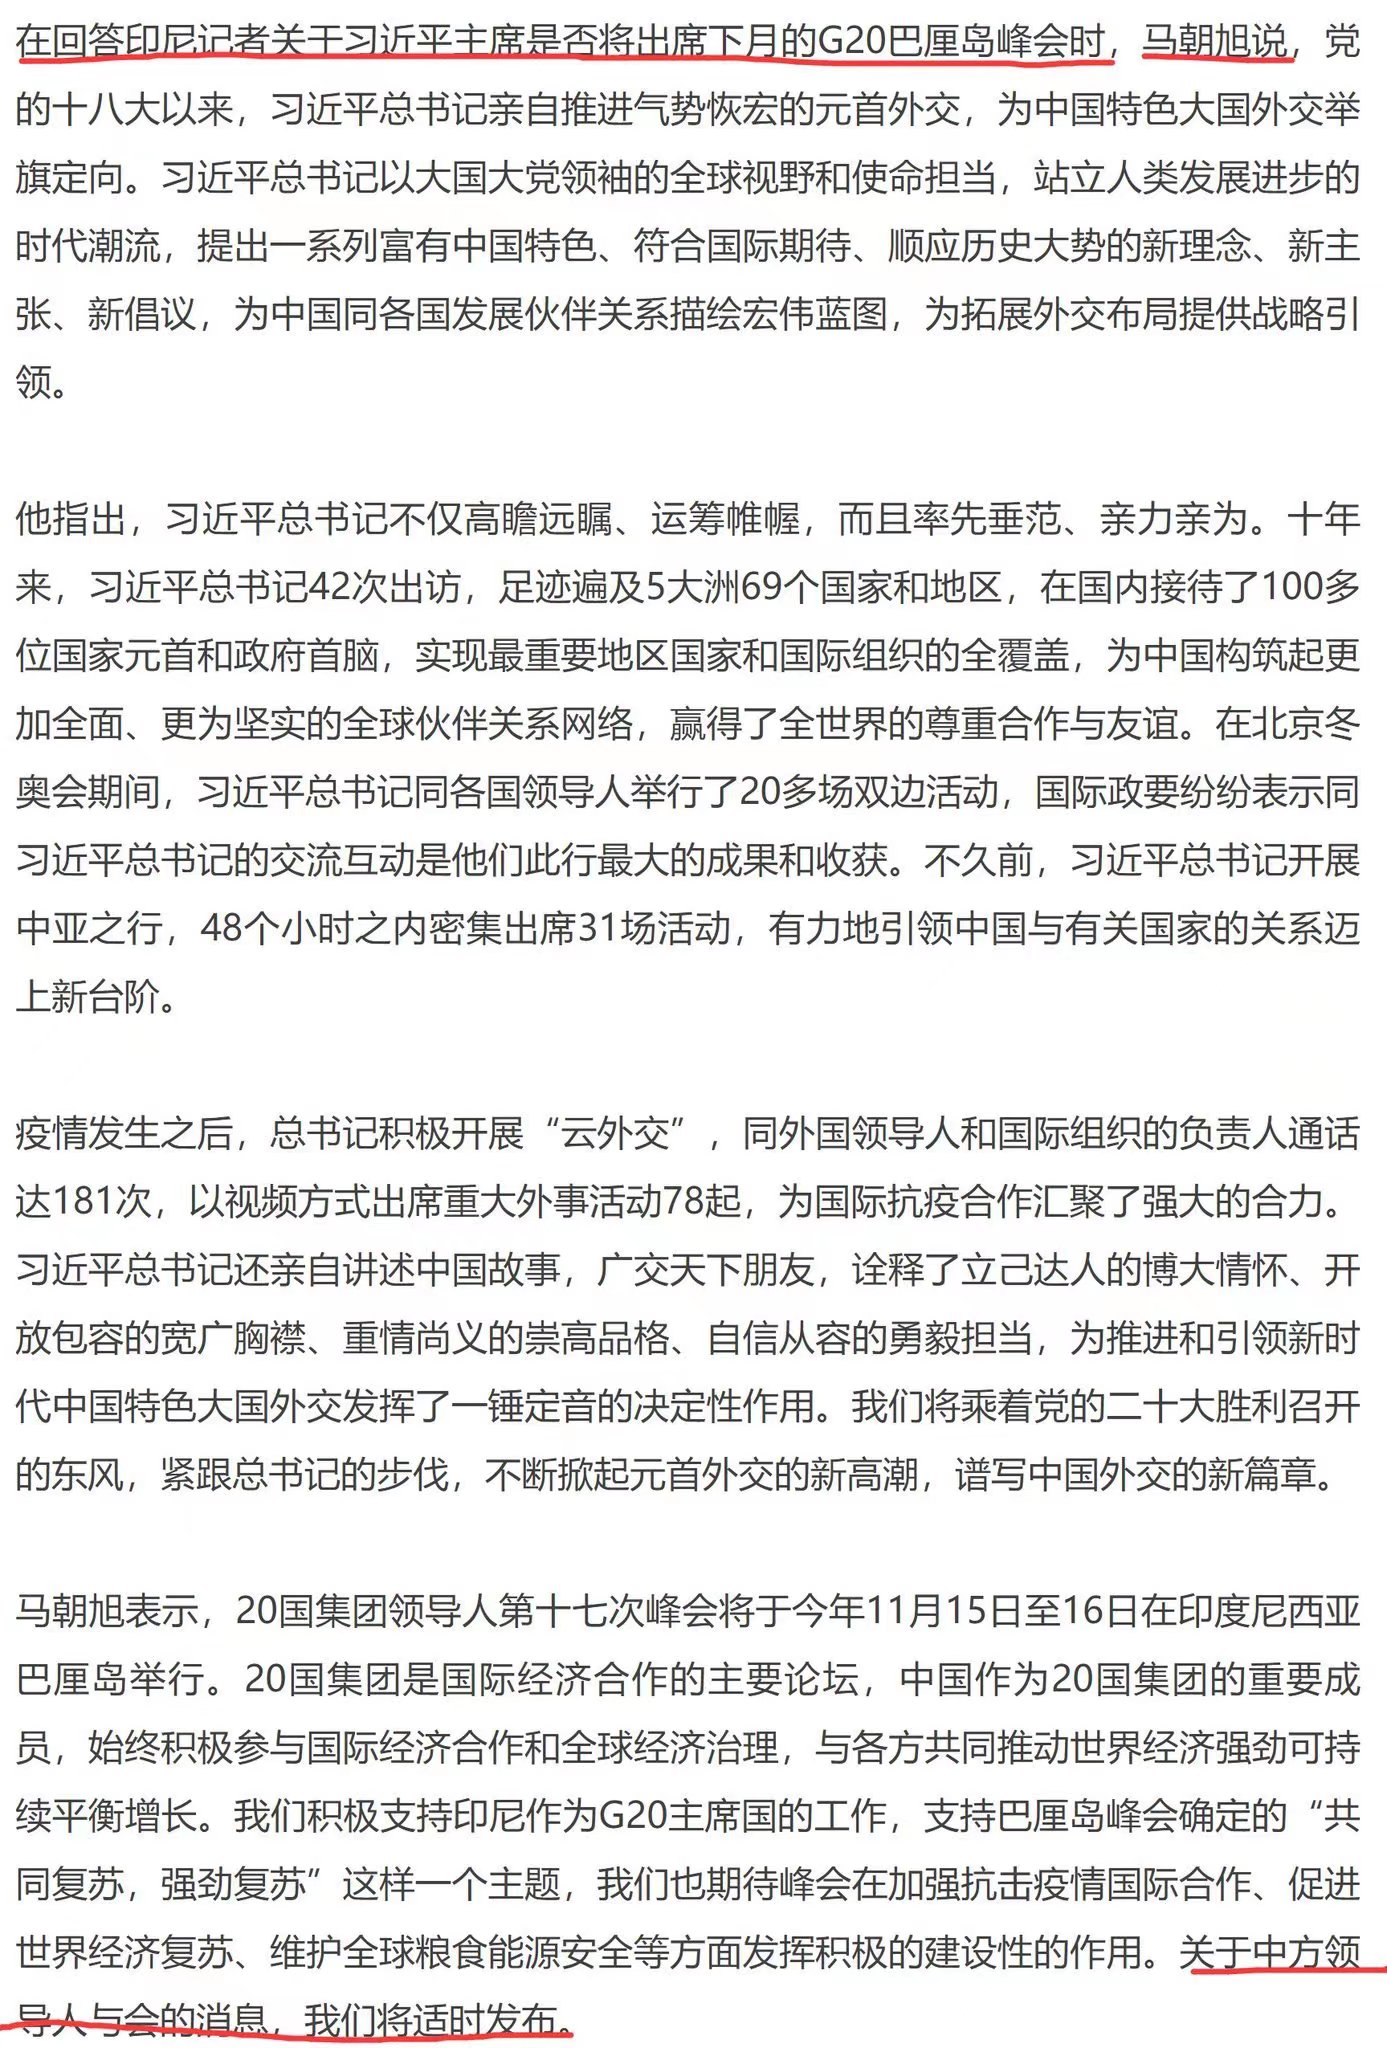 在回答印尼记者关于习近平主席是否将出席下月的G20巴厘岛峰会时，马朝旭说，党
的十八大以来，习近平总书记亲自推进气势恢宏的元首外交，为中国特色大国外交举
旗定向。习近平总书记以大国大党领袖的全球视野和使命担当，站立人类发展进步的
时代潮流，提出一系列富有中国特色、符合国际期待、顺应历史大势的新理念、新主
张、新倡议，为中国同各国发展伙伴关系描绘宏伟蓝图，为拓展外交布局提供战略引
领。
他指出，习近平总书记不仅高瞻远瞩、运筹帷幄，而且率先垂范、亲力亲为。十年
来，习近平总书记42次出访，足迹遍及5大洲69个国家和地区，在国内接待了100多
位国家元首和政府首脑，实现最重要地区国家和国际组织的全覆盖，为中国构筑起更
加全面、更为坚实的全球伙伴关系网络，赢得了全世界的尊重合作与友谊。在北京冬
奥会期间，习近平总书记同各国领导人举行了20多场双边活动，国际政要纷纷表示同
习近平总书记的交流互动是他们此行最大的成果和收获。不久前，习近平总书记开展
中亚之行，48个小时之内密集出席31场活动，有力地引领中国与有关国家的关系迈
上新台阶。
疫情发生之后，总书记积极开展“云外交”，同外国领导人和国际组织的负责人通话
达181次，以视频方式出席重大外事活动78起，为国际抗疫合作汇聚了强大的合力。
习近平总书记还亲自讲述中国故事，广交天下朋友，诠释了立己达人的博大情怀、开
放包容的宽广胸襟、重情尚义的崇高品格、自信从容的勇毅担当，为推进和引领新时
代中国特色大国外交发挥了一锤定音的决定性作用。我们将乘着党的二十大胜利召开
的东风，紧跟总书记的步伐，不断掀起元首外交的新高潮，谱写中国外交的新篇章。
马朝旭表示，20国集团领导人第十七次峰会将于今年11月15日至16日在印度尼西亚
巴厘岛举行。20国集团是国际经济合作的主要论坛，中国作为20国集团的重要成
员，始终积极参与国际经济合作和全球经济治理，与各方共同推动世界经济强劲可持
续平衡增长。我们积极支持印尼作为G20主席国的工作，支持巴厘岛峰会确定的“共
同复苏，强劲复苏”这样一个主题，我们也期待峰会在加强抗击疫情国际合作、促进
世界经济复苏、维护全球粮食能源安全等方面发挥积极的建设性的作用。关于中方领
导人与会的消息，我们将适时发布。